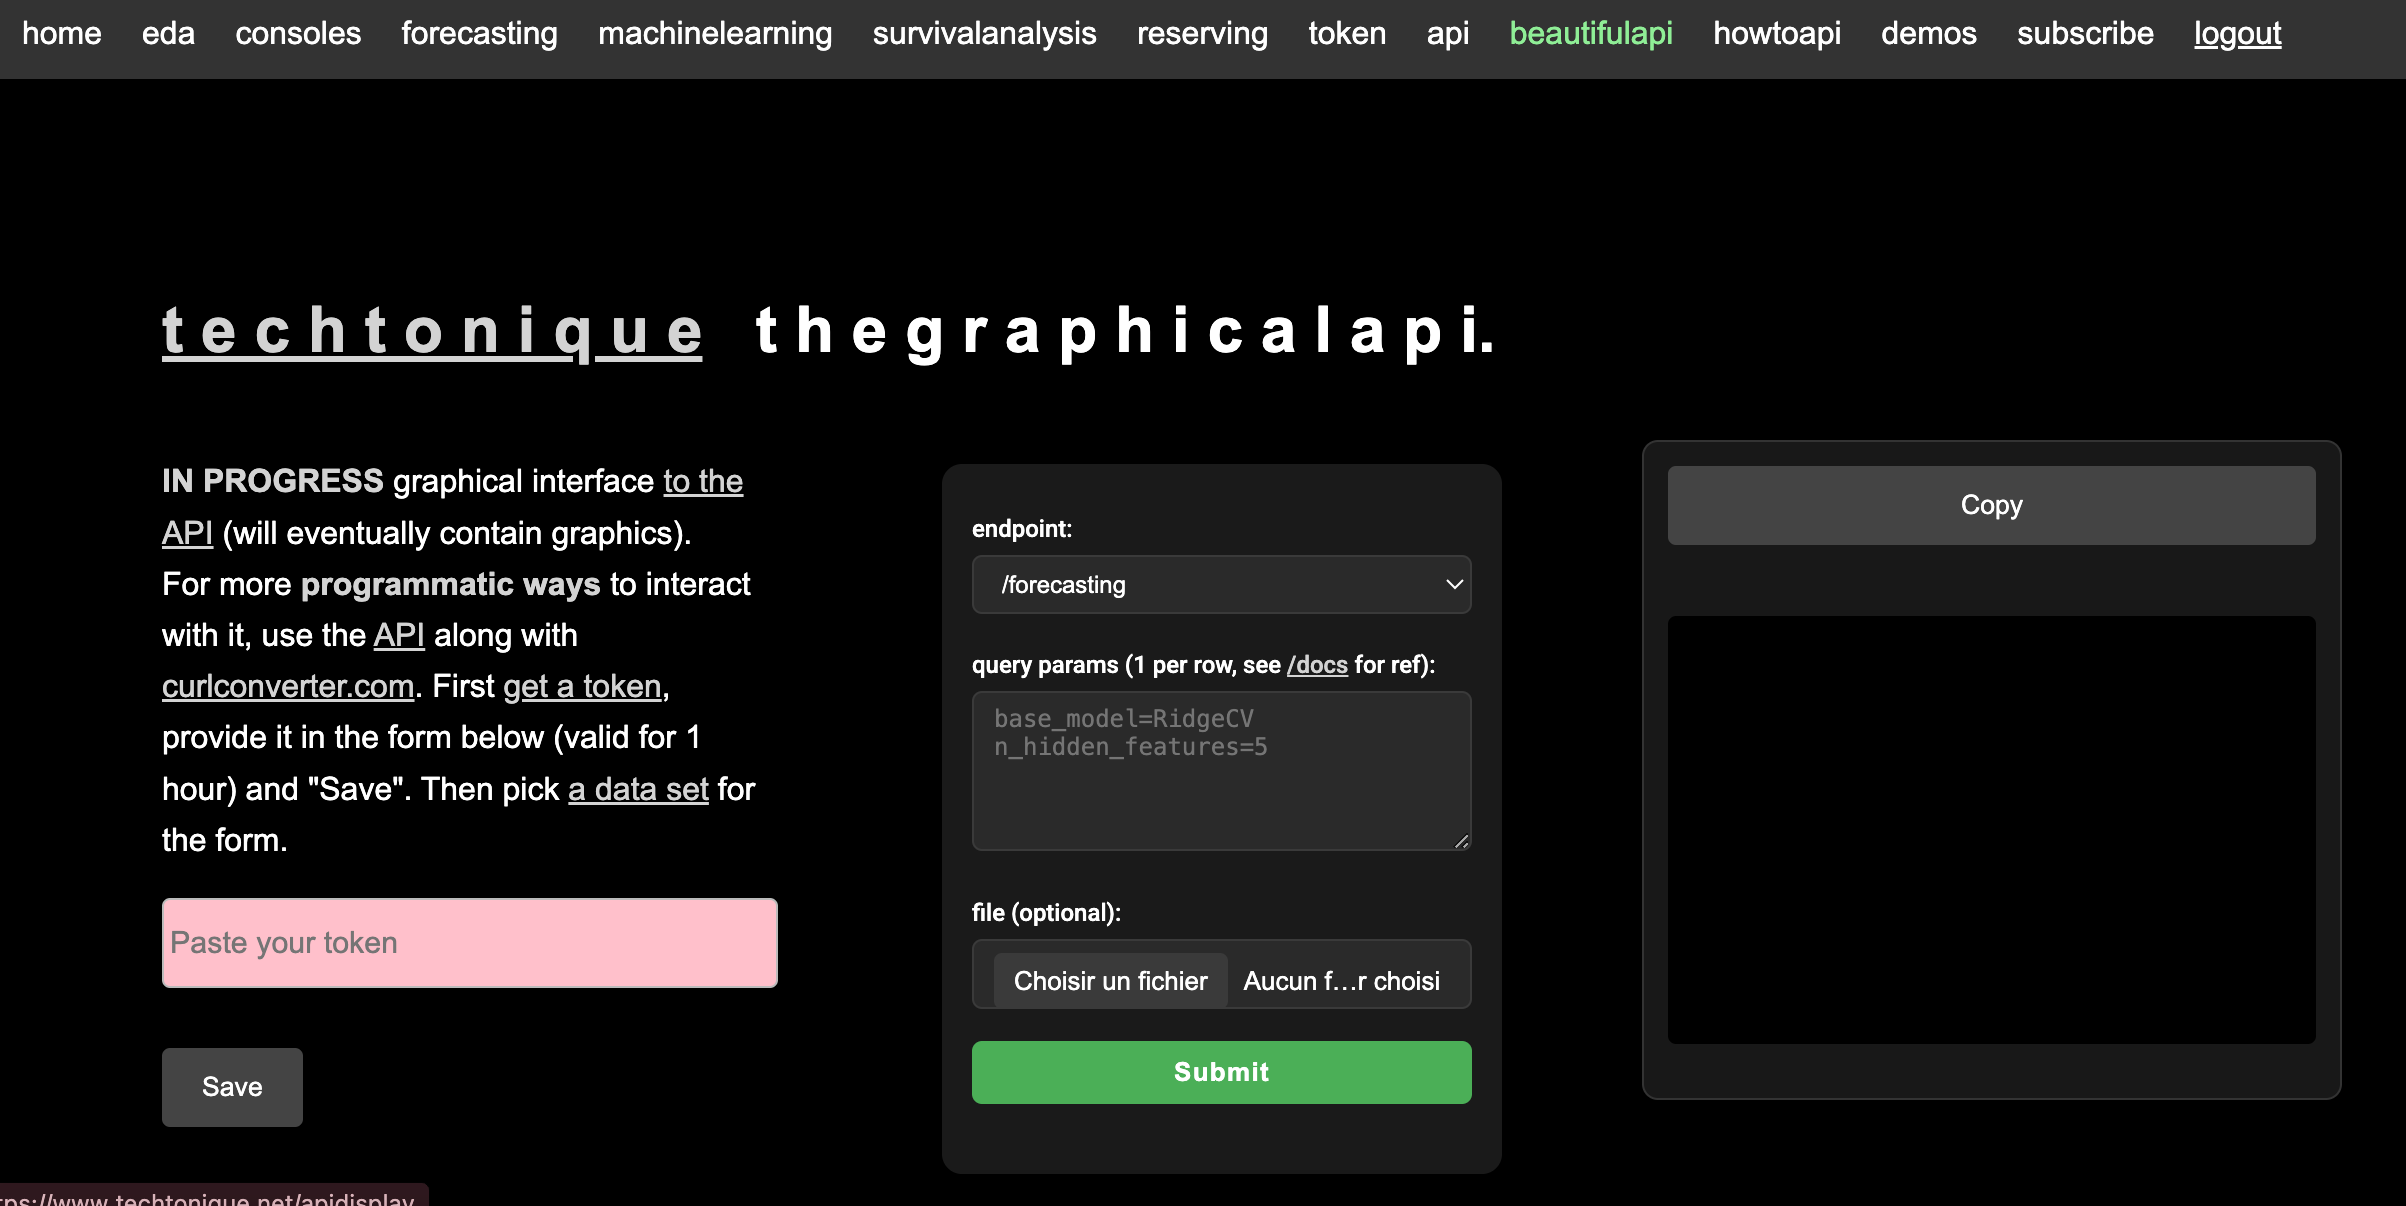 home eda consoles forecasting machinelearning survivalanalysis reserving token api beautifulapi howtoapi demos subscribe logout
techtonique thegraphicalapi.
IN PROGRESS graphical interface to the
API (will eventually contain graphics).
For more programmatic ways to interact
with it, use the API along with
curlconverter.com. First get a token,
provide it in the form below (valid for 1
hour) and "Save". Then pick a data set for
the form.
Paste your token
Save
endpoint:
/forecasting
query params (1 per row, see /docs for ref):
base_model=RidgeCV
n_hidden_features=5
file (optional):
Choisir un fichier Aucun f...r choisi
Submit
Copy
tps://www.techtonique.net/apidisplay